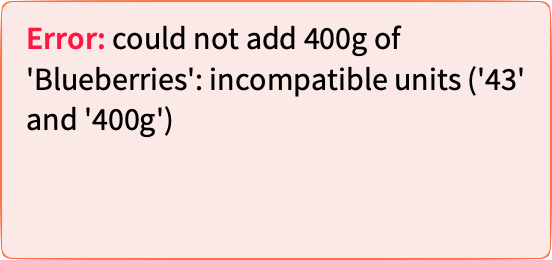 Error: could not add 400g of
'Blueberries': incompatible units ('43'
and '400g')